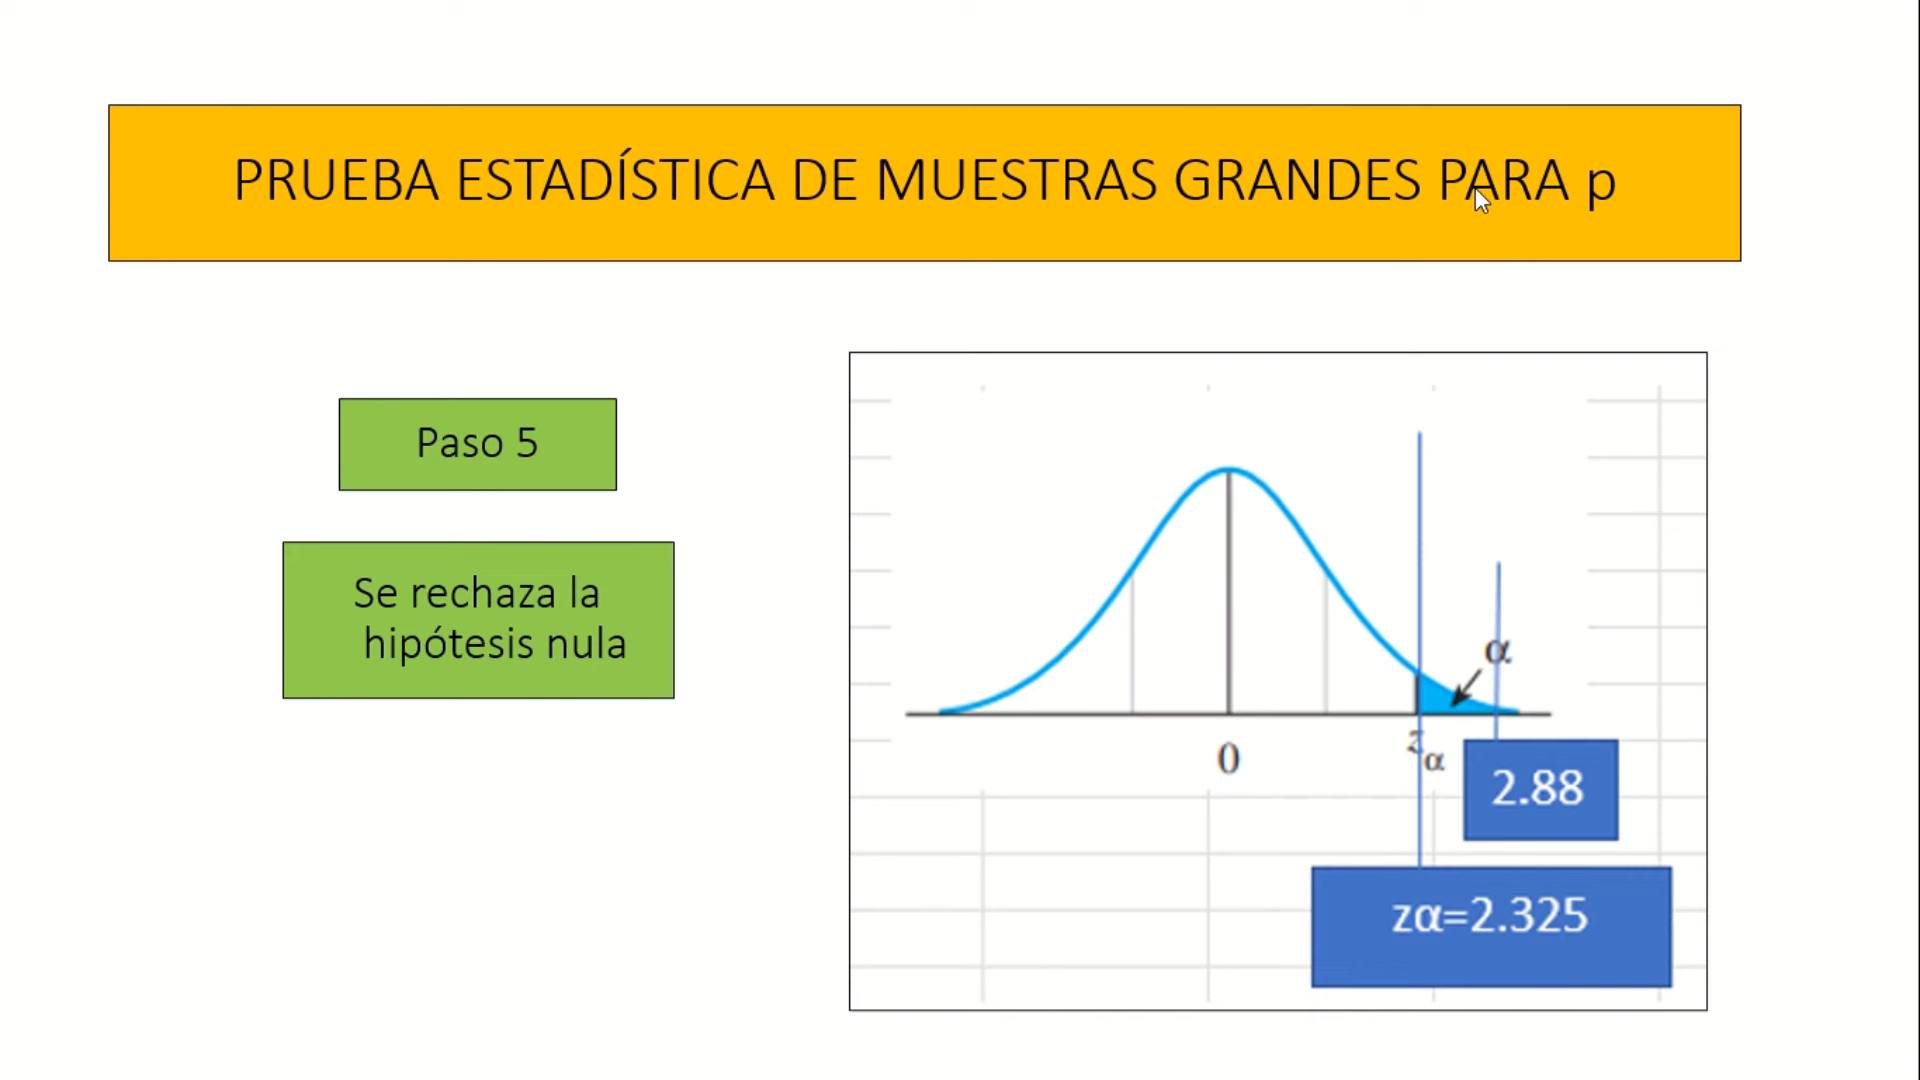 PRUEBA ESTADÍSTICA DE MUESTRAS GRANDES PARA p
Paso 5
Se rechaza la
hipótesis nula
α
0
zα
2.88
zα=2.325